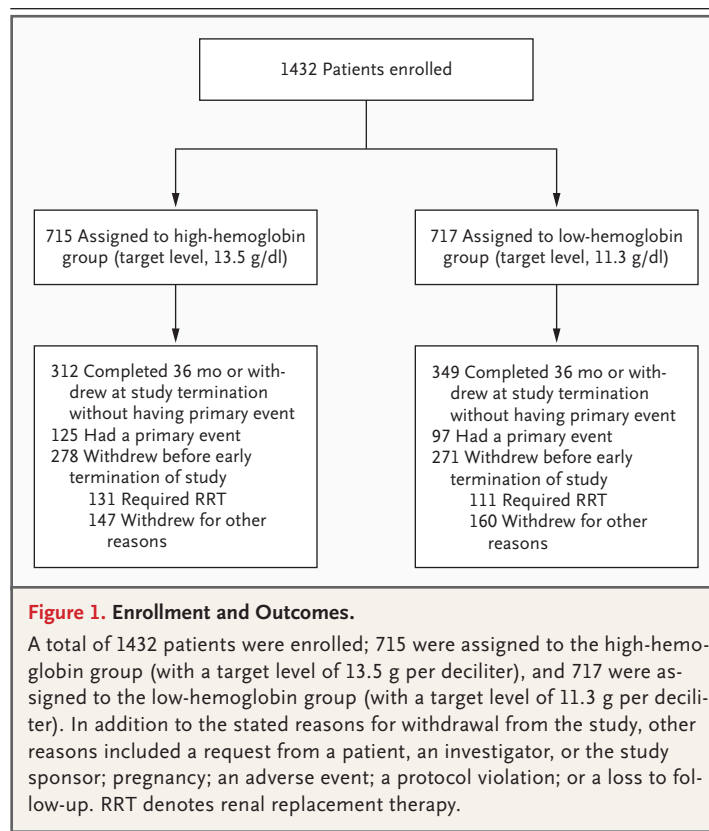 1432 Patients enrolled
715 Assigned to high-hemoglobin
group (target level, 13.5 g/dl)
717 Assigned to low-hemoglobin
group (target level, 11.3 g/dl)
312 Completed 36 mo or with-
drew at study termination
without having primary event
125 Had a primary event
278 Withdrew before early
termination of study
131 Required RRT
147 Withdrew for other
reasons
349 Completed 36 mo or with-
drew at study termination
without having primary event
97 Had a primary event
271 Withdrew before early
termination of study
111 Required RRT
160 Withdrew for other
reasons
Figure 1. Enrollment and Outcomes.
A total of 1432 patients were enrolled; 715 were assigned to the high-hemo-
globin group (with a target level of 13.5 g per deciliter), and 717 were as-
signed to the low-hemoglobin group (with a target level of 11.3 g per decili-
ter). In addition to the stated reasons for withdrawal from the study, other
reasons included a request from a patient, an investigator, or the study
sponsor; pregnancy; an adverse event; a protocol violation; or a loss to fol-
low-up. RRT denotes renal replacement therapy.